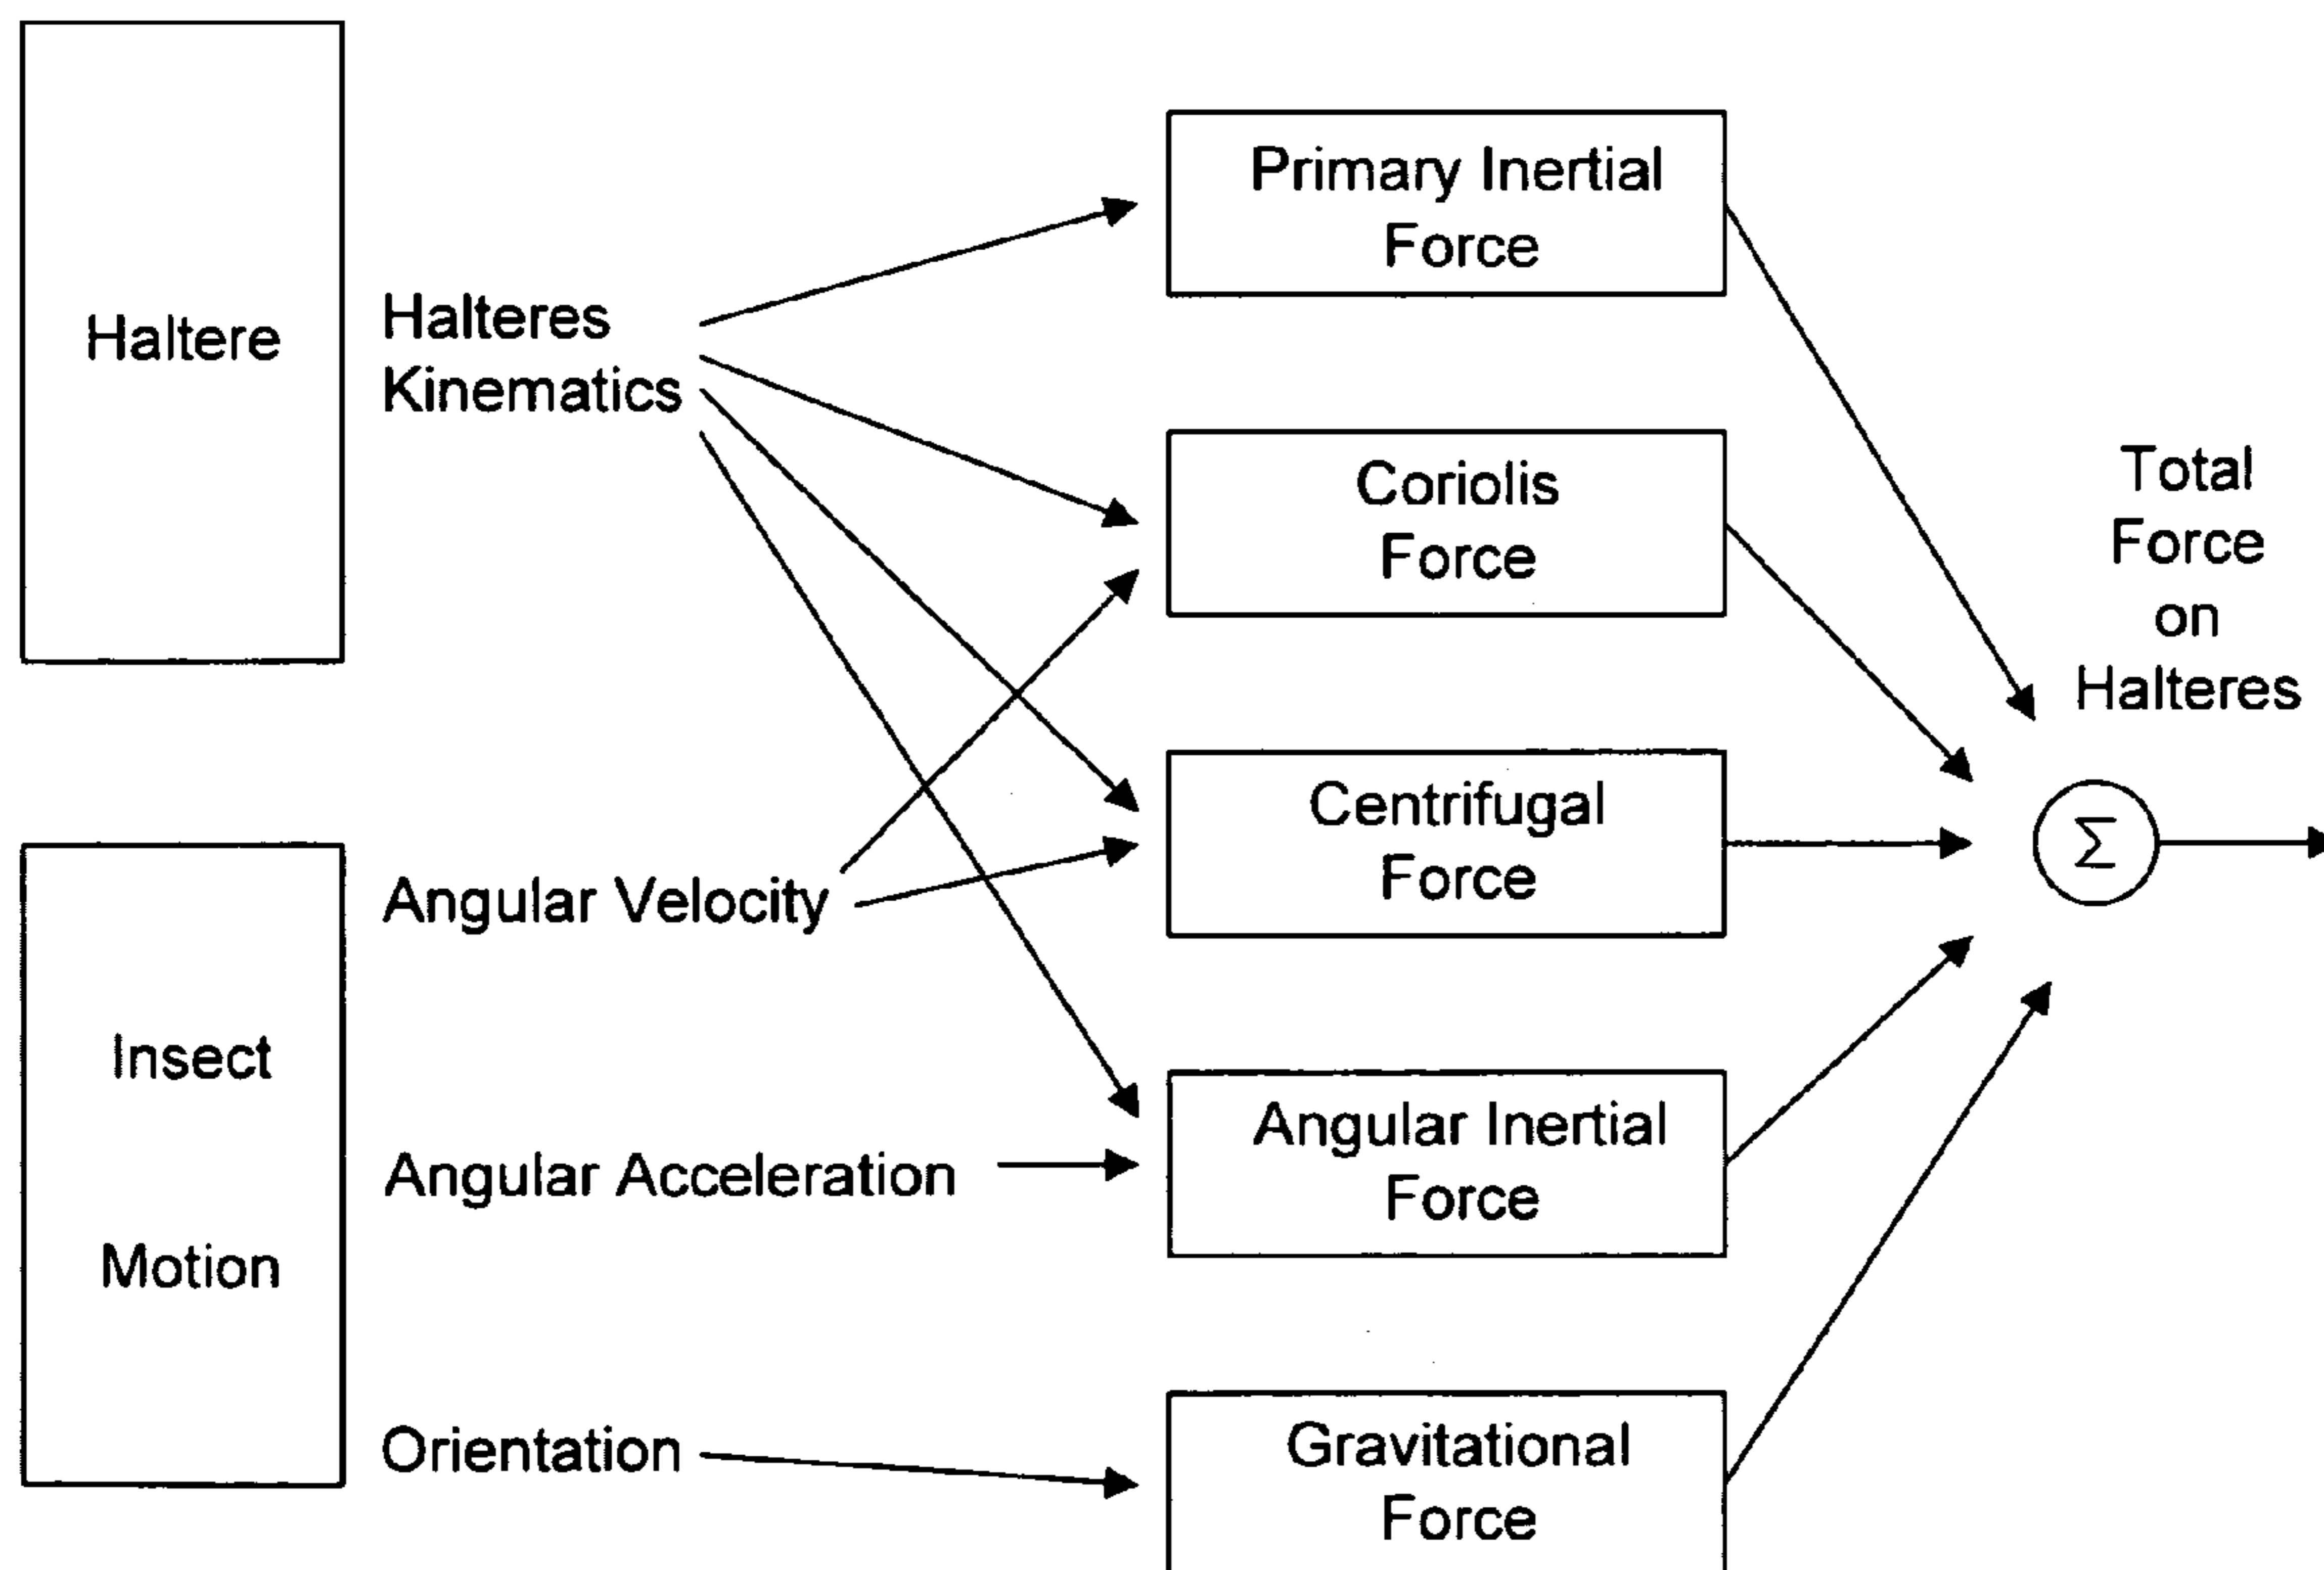 Haltere
Halteres
Kinematics
Primary Inertial
Force
Coriolis
Force
Total
Force
on
Halteres
Centrifugal
Force
Σ
Angular Velocity
Insect
Motion
Angular Acceleration
Angular Inertial
Force
Orientation
Gravitational
Force